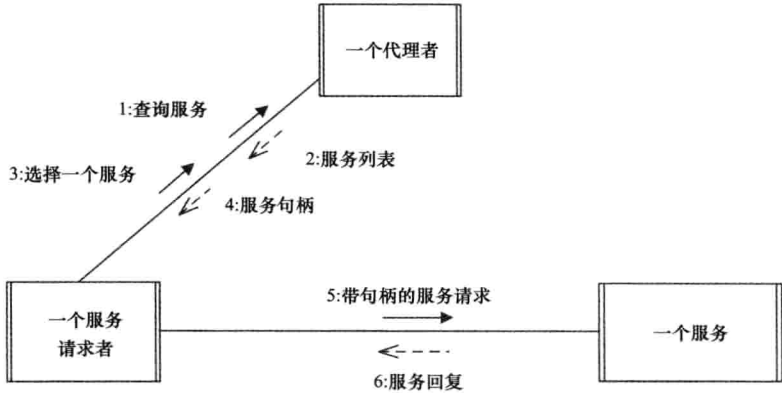 一个代理者
1:查询服务
2:服务列表
3:选择一个服务
4:服务句柄
5:带句柄的服务请求
一个服务
请求者
一个服务
6:服务回复